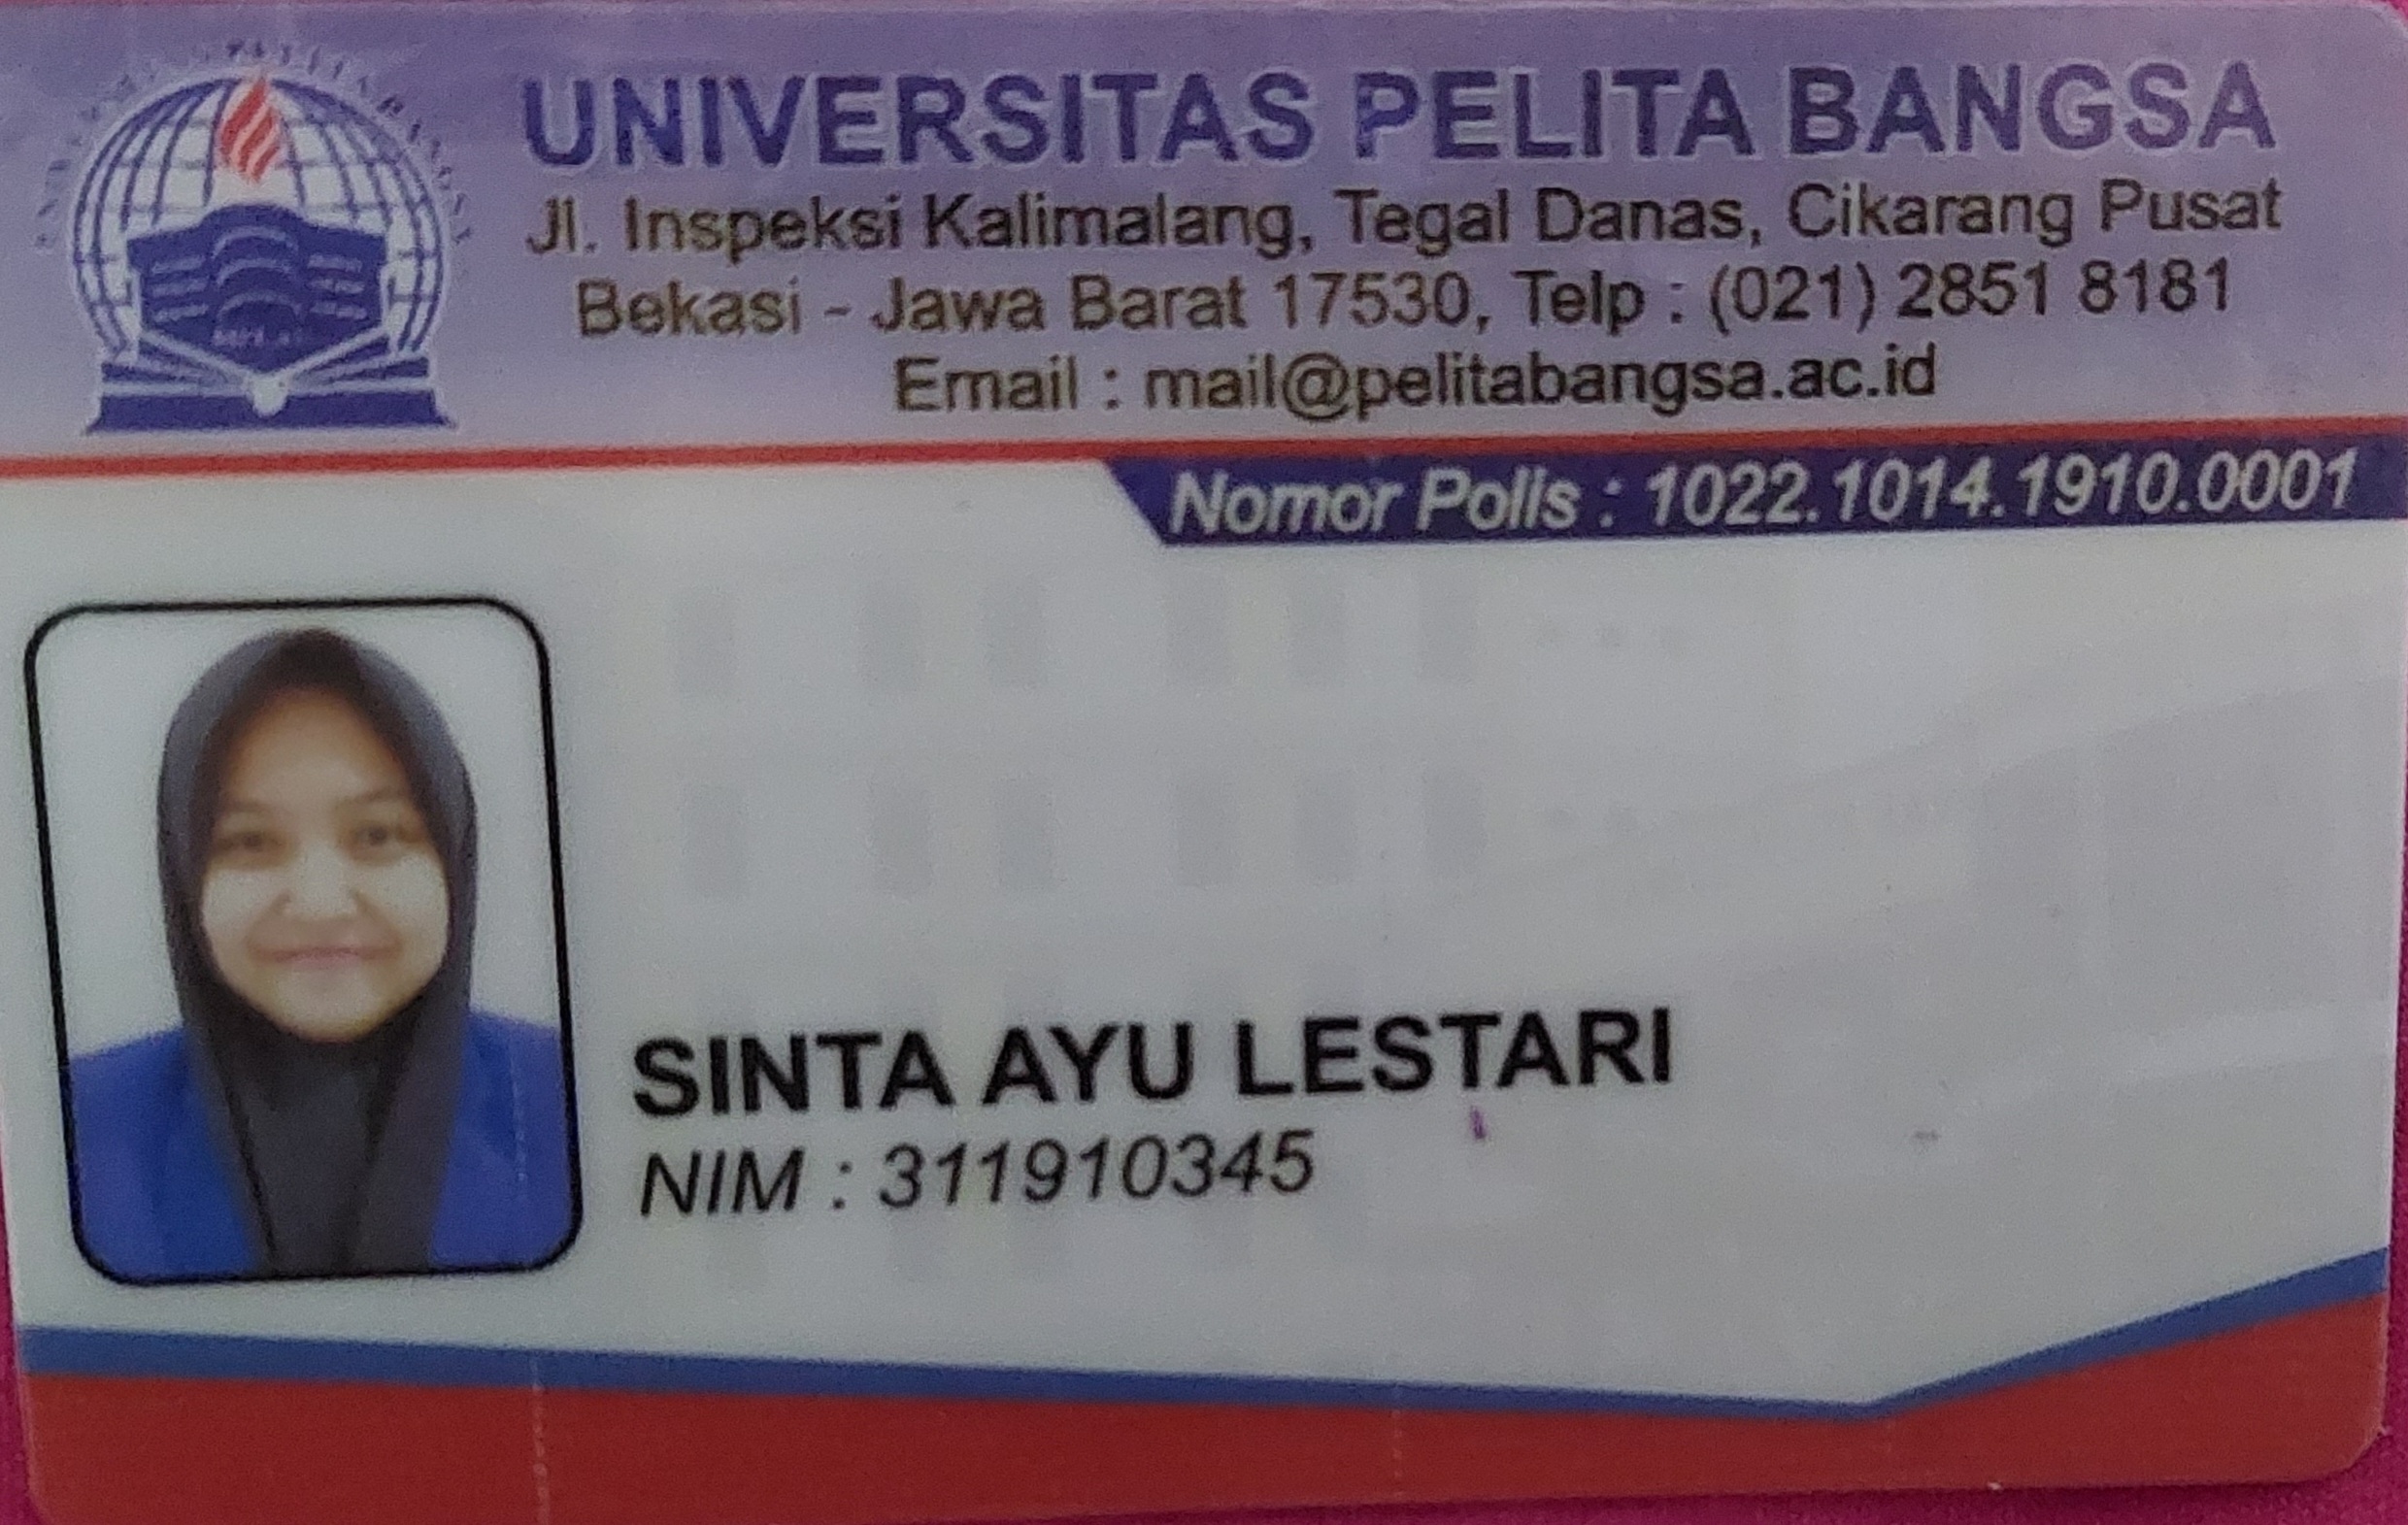 UNIVERSITAS PELITA BANGSA
Jl. Inspeksi Kalimalang, Tegal Danas, Cikarang Pusat
Bekasi - Jawa Barat 17530, Telp : (021) 2851 8181
Email : mail@pelitabangsa.ac.id
Nomor Polis : 1022.1014.1910.0001
SINTA AYU LESTARI
NIM : 311910345